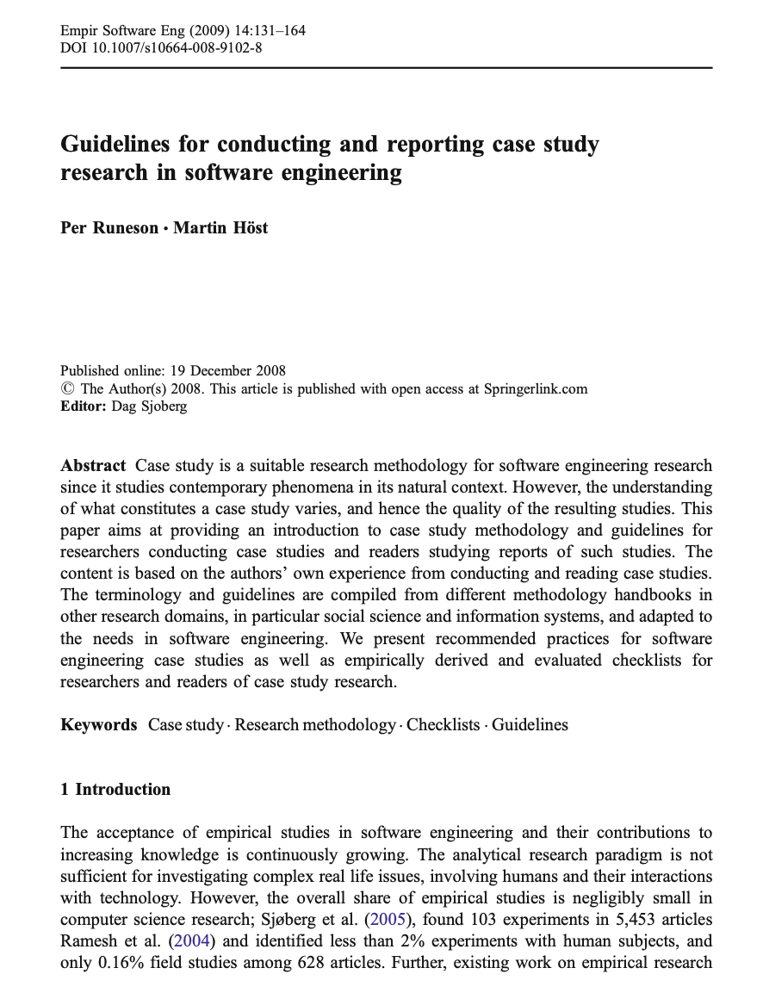 Empir Software Eng (2009) 14:131–164
DOI 10.1007/s10664-008-9102-8
Guidelines for conducting and reporting case study
research in software engineering
Per Runeson · Martin Höst
Published online: 19 December 2008
© The Author(s) 2008. This article is published with open access at Springerlink.com
Editor: Dag Sjoberg
Abstract Case study is a suitable research methodology for software engineering research
since it studies contemporary phenomena in its natural context. However, the understanding
of what constitutes a case study varies, and hence the quality of the resulting studies. This
paper aims at providing an introduction to case study methodology and guidelines for
researchers conducting case studies and readers studying reports of such studies. The
content is based on the authors’ own experience from conducting and reading case studies.
The terminology and guidelines are compiled from different methodology handbooks in
other research domains, in particular social science and information systems, and adapted to
the needs in software engineering. We present recommended practices for software
engineering case studies as well as empirically derived and evaluated checklists for
researchers and readers of case study research.
Keywords Case study · Research methodology · Checklists · Guidelines
1 Introduction
The acceptance of empirical studies in software engineering and their contributions to
increasing knowledge is continuously growing. The analytical research paradigm is not
sufficient for investigating complex real life issues, involving humans and their interactions
with technology. However, the overall share of empirical studies is negligibly small in
computer science research; Sjøberg et al. (2005), found 103 experiments in 5,453 articles
Ramesh et al. (2004) and identified less than 2% experiments with human subjects, and
only 0.16% field studies among 628 articles. Further, existing work on empirical research